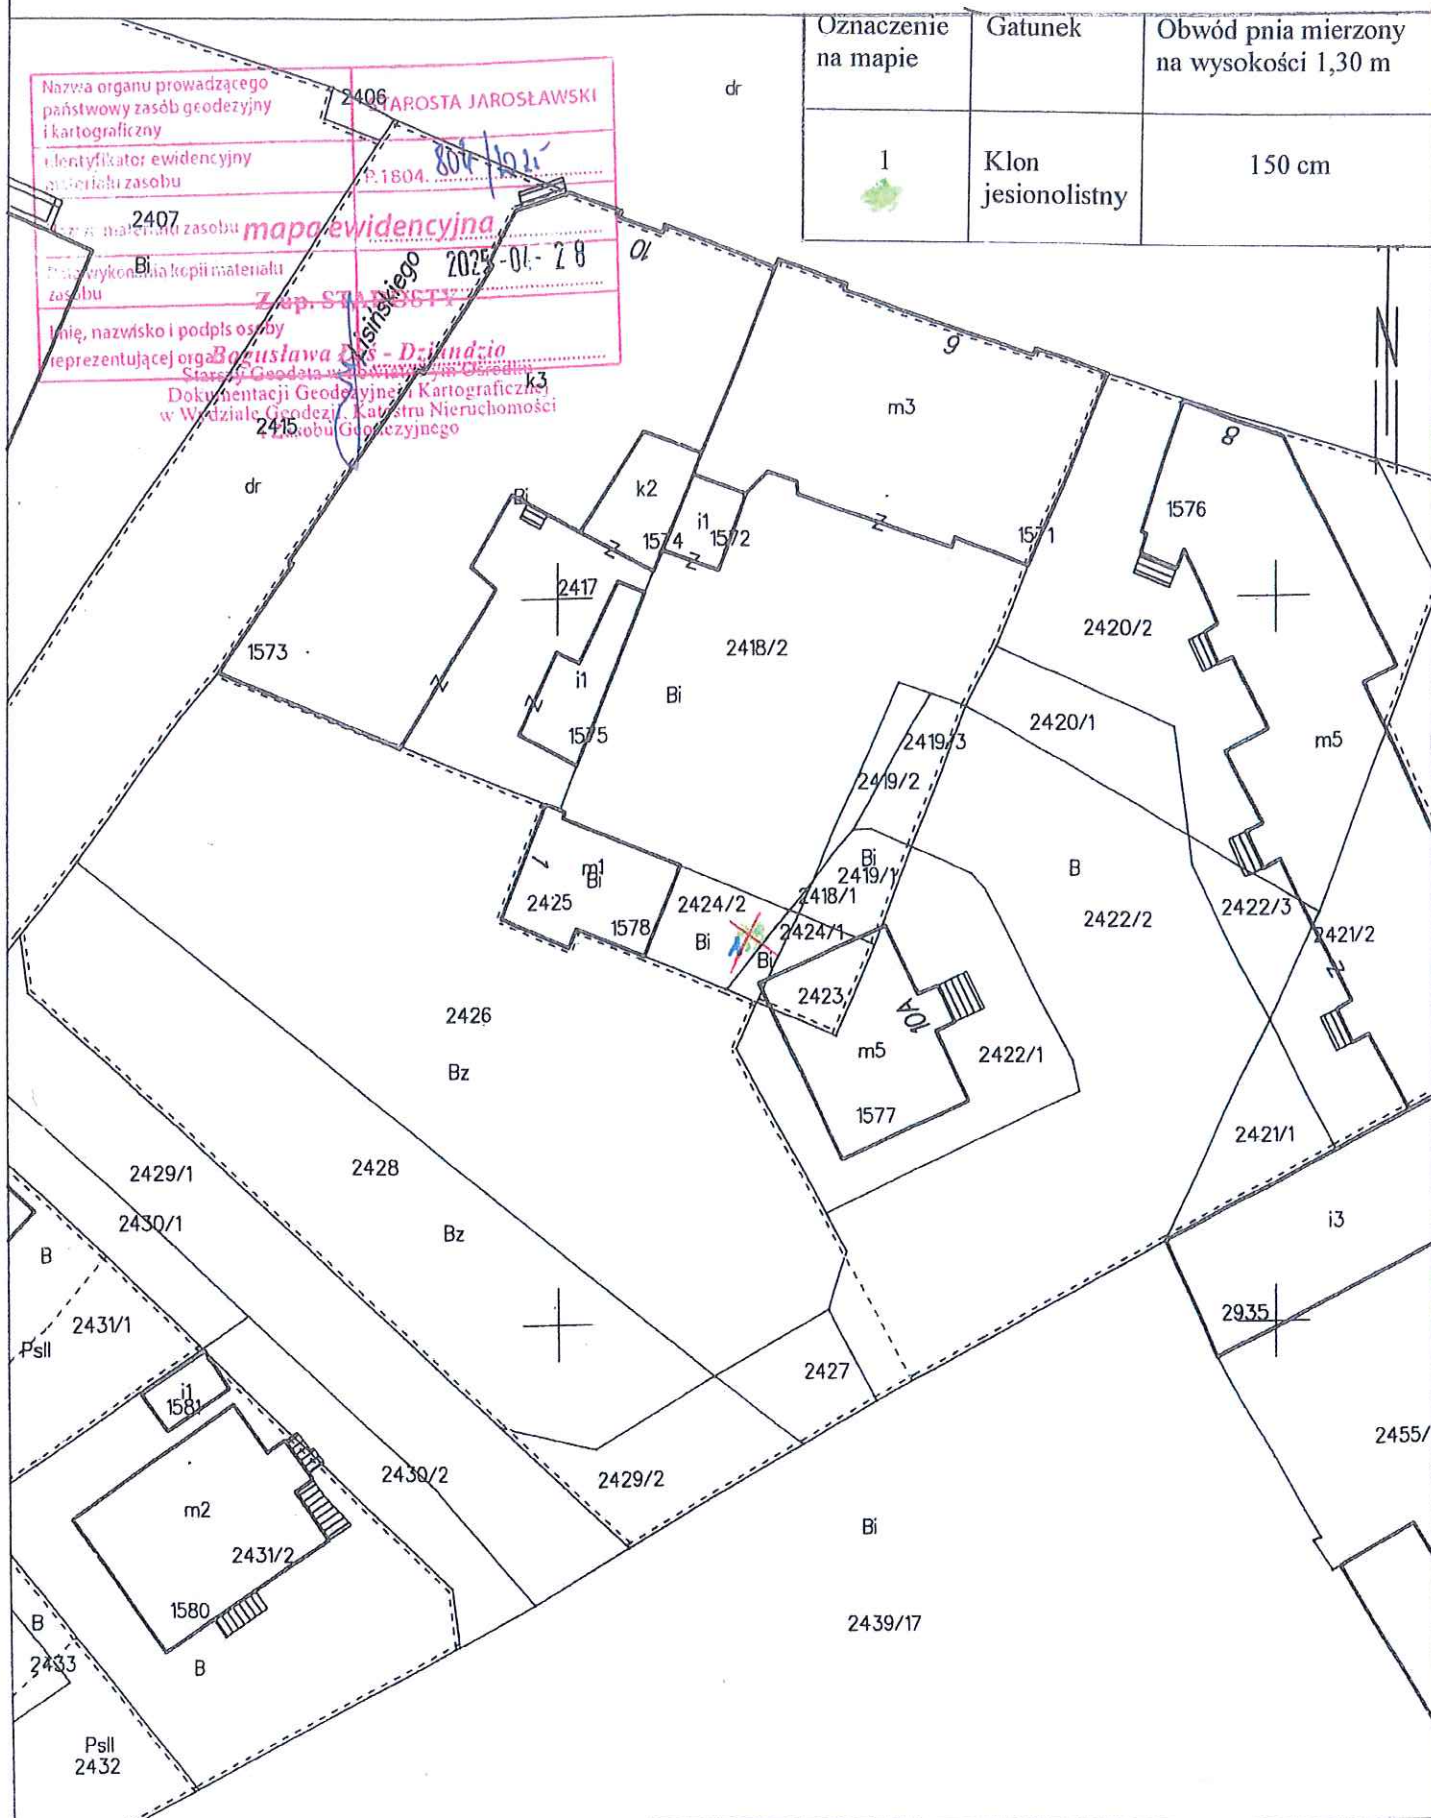 Oznaczenie
na mapie
Gatunek
Obwód pnia mierzony
na wysokości 1,30 m
1
Klon
jesionolistny
150 cm
Nazwa organu prowadzącego
państwowy zasób geodezyjny
i kartograficzny
STAROSTA JAROSŁAWSKI
Identyfikator ewidencyjny
materiału zasobu
P.1804.
materiału zasobu
mapa ewidencyjna
wykonania kopii materiału
zasobu
28
Z up. STAROSTY
Imię, nazwisko i podpis osoby
reprezentującej
Bogusława
Starszy Geodeta w Powiatowym Ośrodku
Dokumentacji Geodezyjnej i Kartograficznej
w Wydziale Geodezji, Katastru Nieruchomości
i Zasobu Geodezyjnego
dr
2406
2407
Bi
10
9
k3
m3
2415
8
dr
k2
Bi
i1
1576
1574
1572
1571
2417
2420/2
1573
2418/2
i1
Bi
2420/1
1575
2419/3
m5
2419/2
1
m1
Bi
Bi
2419/1
B
2425
2424/2
2418/1
2422/3
2422/2
1578
Bi
2424/1
2421/2
Bi
2423
2426
10A
m5
2422/1
Bz
1577
2421/1
2428
2429/1
2430/1
i3
Bz
B
2431/1
2935
PsII
2427
i1
1581
2455/
2430/2
2429/2
m2
Bi
2431/2
1580
B
2439/17
2433
B
PsII
2432